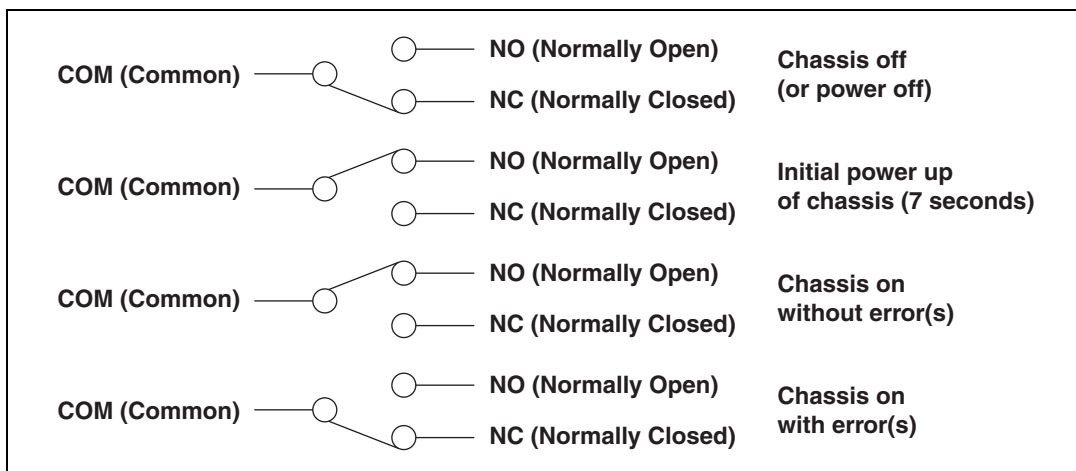 NO (Normally Open)
COM (Common)
NC (Normally Closed)
Chassis off
(or power off)
NO (Normally Open)
COM (Common)
NC (Normally Closed)
Initial power up
of chassis (7 seconds)
NO (Normally Open)
COM (Common)
NC (Normally Closed)
Chassis on
without error(s)
NO (Normally Open)
COM (Common)
NC (Normally Closed)
Chassis on
with error(s)